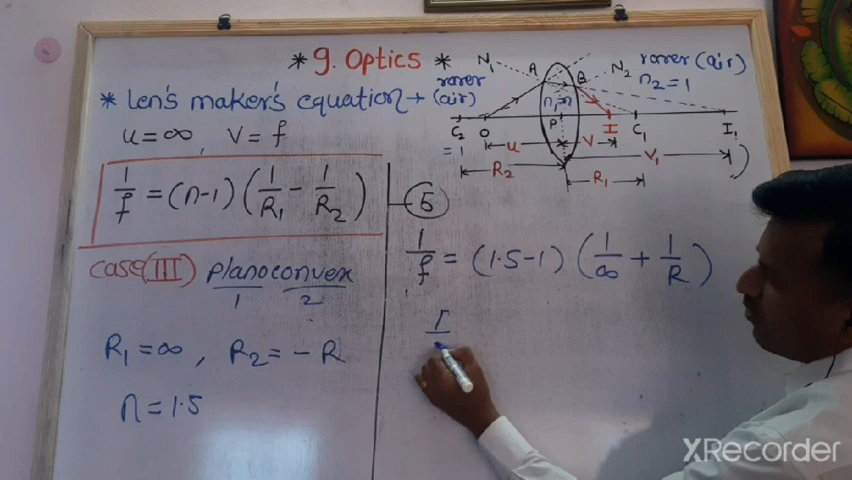 * 9. Optics *
* Len's maker's equation →
u = ∞ , v = f
1/f = (n-1) (1/R₁ - 1/R₂) — 5
case (III) planoconvex
1 2
R₁ = ∞ , R₂ = - R
n = 1.5
N₁ A B N₂ rarer (air)
n₂ = 1
rarer
(air)
n₁ = n
P
C₂ O I C₁ I₁
= 1 u v
R₂ R₁ v₁
1/f = (1.5-1) (1/∞ + 1/R)
1
XRecorder